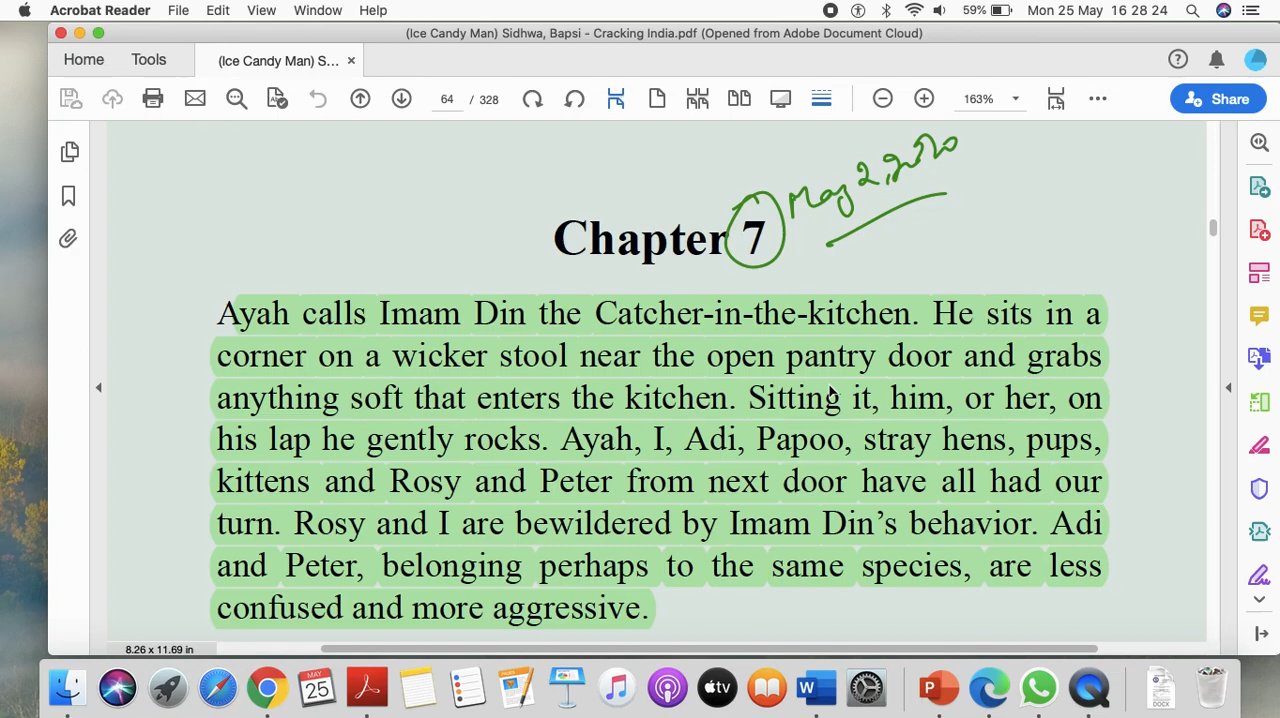 Acrobat Reader File Edit View Window Help 59% Mon 25 May 16 28 24
(Ice Candy Man) Sidhwa, Bapsi - Cracking India.pdf (Opened from Adobe Document Cloud)
Home Tools (Ice Candy Man) S... ×
64 / 328 163% Share
May 2, 2020
Chapter 7
Ayah calls Imam Din the Catcher-in-the-kitchen. He sits in a
corner on a wicker stool near the open pantry door and grabs
anything soft that enters the kitchen. Sitting it, him, or her, on
his lap he gently rocks. Ayah, I, Adi, Papoo, stray hens, pups,
kittens and Rosy and Peter from next door have all had our
turn. Rosy and I are bewildered by Imam Din’s behavior. Adi
and Peter, belonging perhaps to the same species, are less
confused and more aggressive.
8.26 x 11.69 in
MAY
25
tv
W
P
DOCX